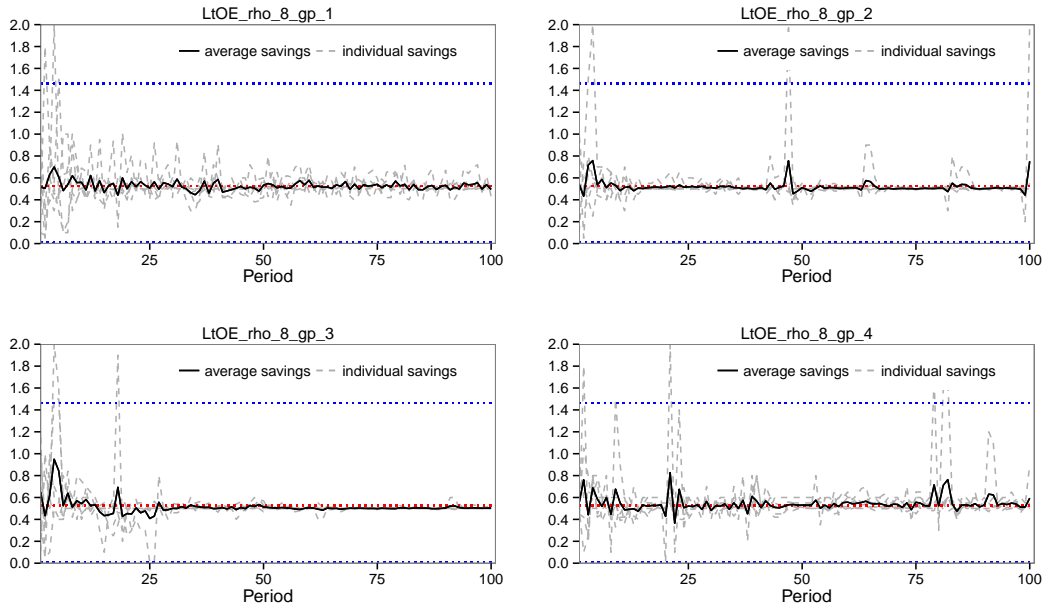 LtOE_rho_8_gp_1
average savings individual savings
2.0
1.8
1.6
1.4
1.2
1.0
0.8
0.6
0.4
0.2
0.0
25 50 75 100
Period
LtOE_rho_8_gp_2
average savings individual savings
2.0
1.8
1.6
1.4
1.2
1.0
0.8
0.6
0.4
0.2
0.0
25 50 75 100
Period
LtOE_rho_8_gp_3
average savings individual savings
2.0
1.8
1.6
1.4
1.2
1.0
0.8
0.6
0.4
0.2
0.0
25 50 75 100
Period
LtOE_rho_8_gp_4
average savings individual savings
2.0
1.8
1.6
1.4
1.2
1.0
0.8
0.6
0.4
0.2
0.0
25 50 75 100
Period